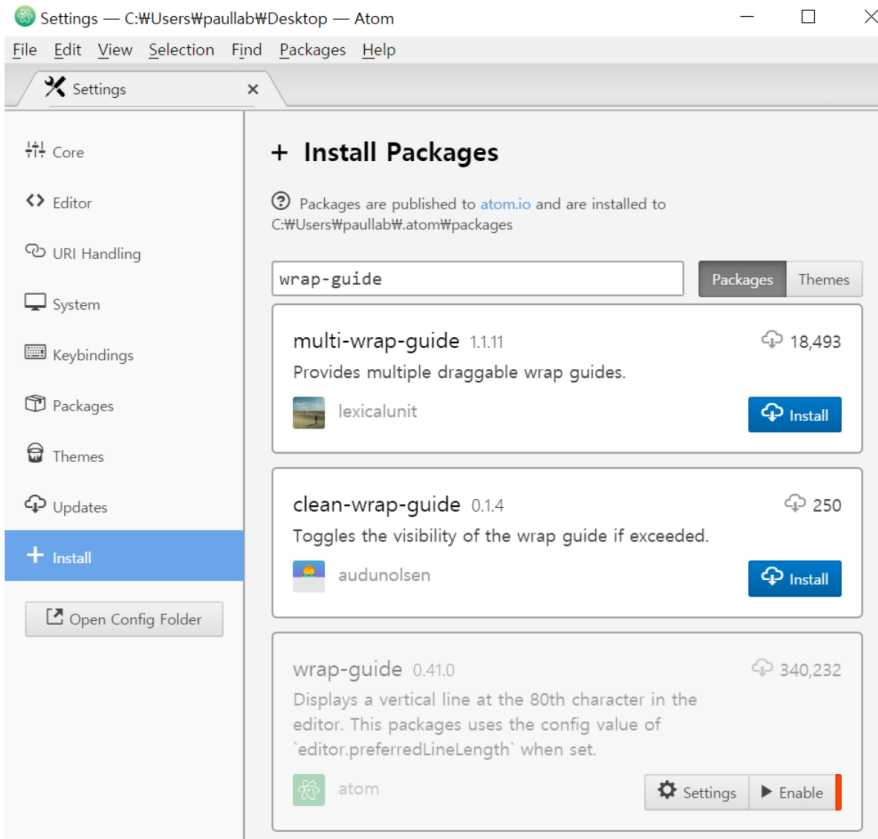 Settings — C:₩Users₩paullab₩Desktop — Atom
File Edit View Selection Find Packages Help
Settings
Core
Editor
URI Handling
System
Keybindings
Packages
Themes
Updates
Install
Open Config Folder
+ Install Packages
Packages are published to atom.io and are installed to
C:₩Users₩paullab₩.atom₩packages
wrap-guide
Packages Themes
multi-wrap-guide 1.1.11 18,493
Provides multiple draggable wrap guides.
lexicalunit
Install
clean-wrap-guide 0.1.4 250
Toggles the visibility of the wrap guide if exceeded.
audunolsen
Install
wrap-guide 0.41.0 340,232
Displays a vertical line at the 80th character in the
editor. This packages uses the config value of
`editor.preferredLineLength` when set.
atom
Settings Enable